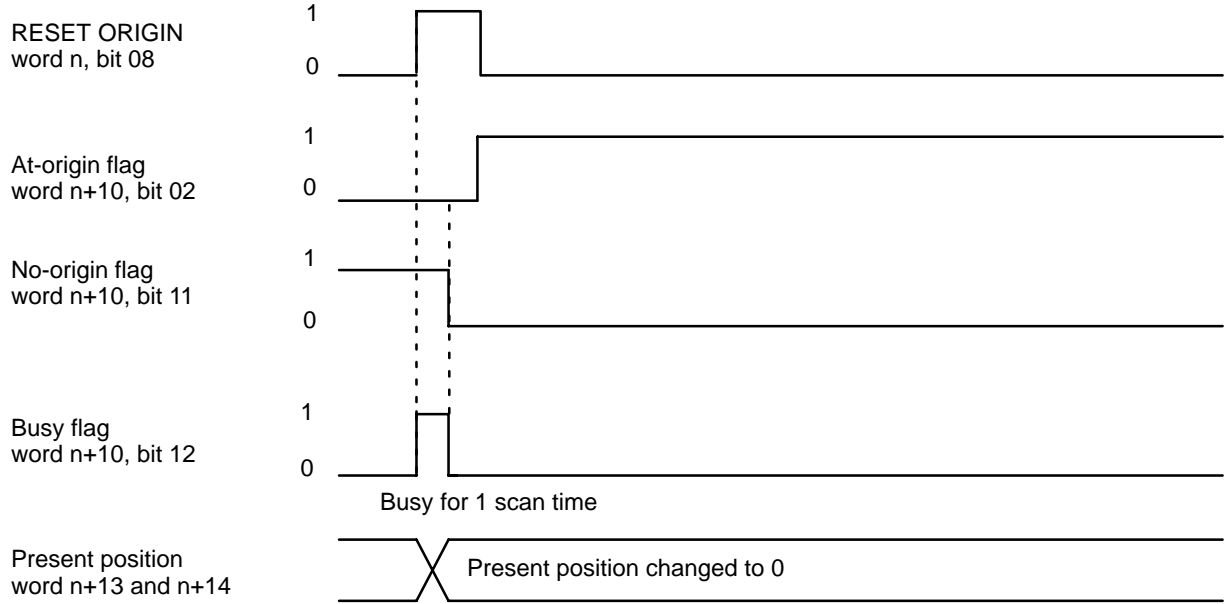 1
RESET ORIGIN
word n, bit 08
0
1
At-origin flag
word n+10, bit 02
0
1
No-origin flag
word n+10, bit 11
0
1
Busy flag
word n+10, bit 12
0
Busy for 1 scan time
Present position
word n+13 and n+14
Present position changed to 0